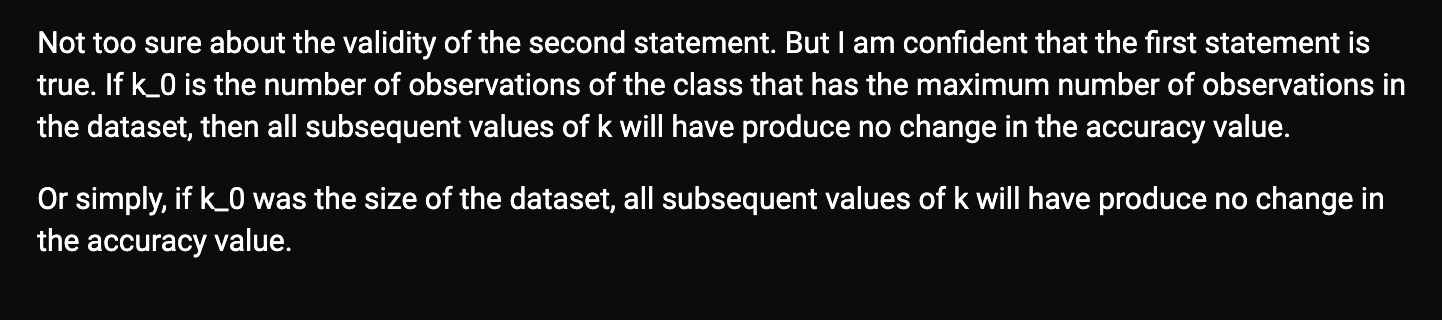 Not too sure about the validity of the second statement. But I am confident that the first statement is
true. If k_0 is the number of observations of the class that has the maximum number of observations in
the dataset, then all subsequent values of k will have produce no change in the accuracy value.
Or simply, if k_0 was the size of the dataset, all subsequent values of k will have produce no change in
the accuracy value.